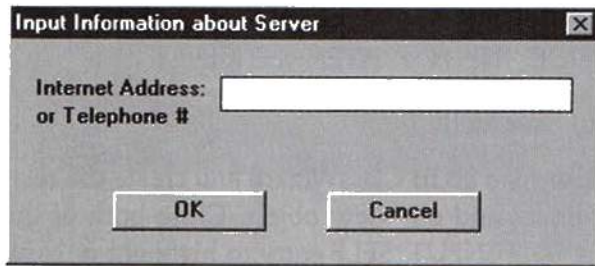 Input Information about Server
Internet Address:
or Telephone #
OK
Cancel